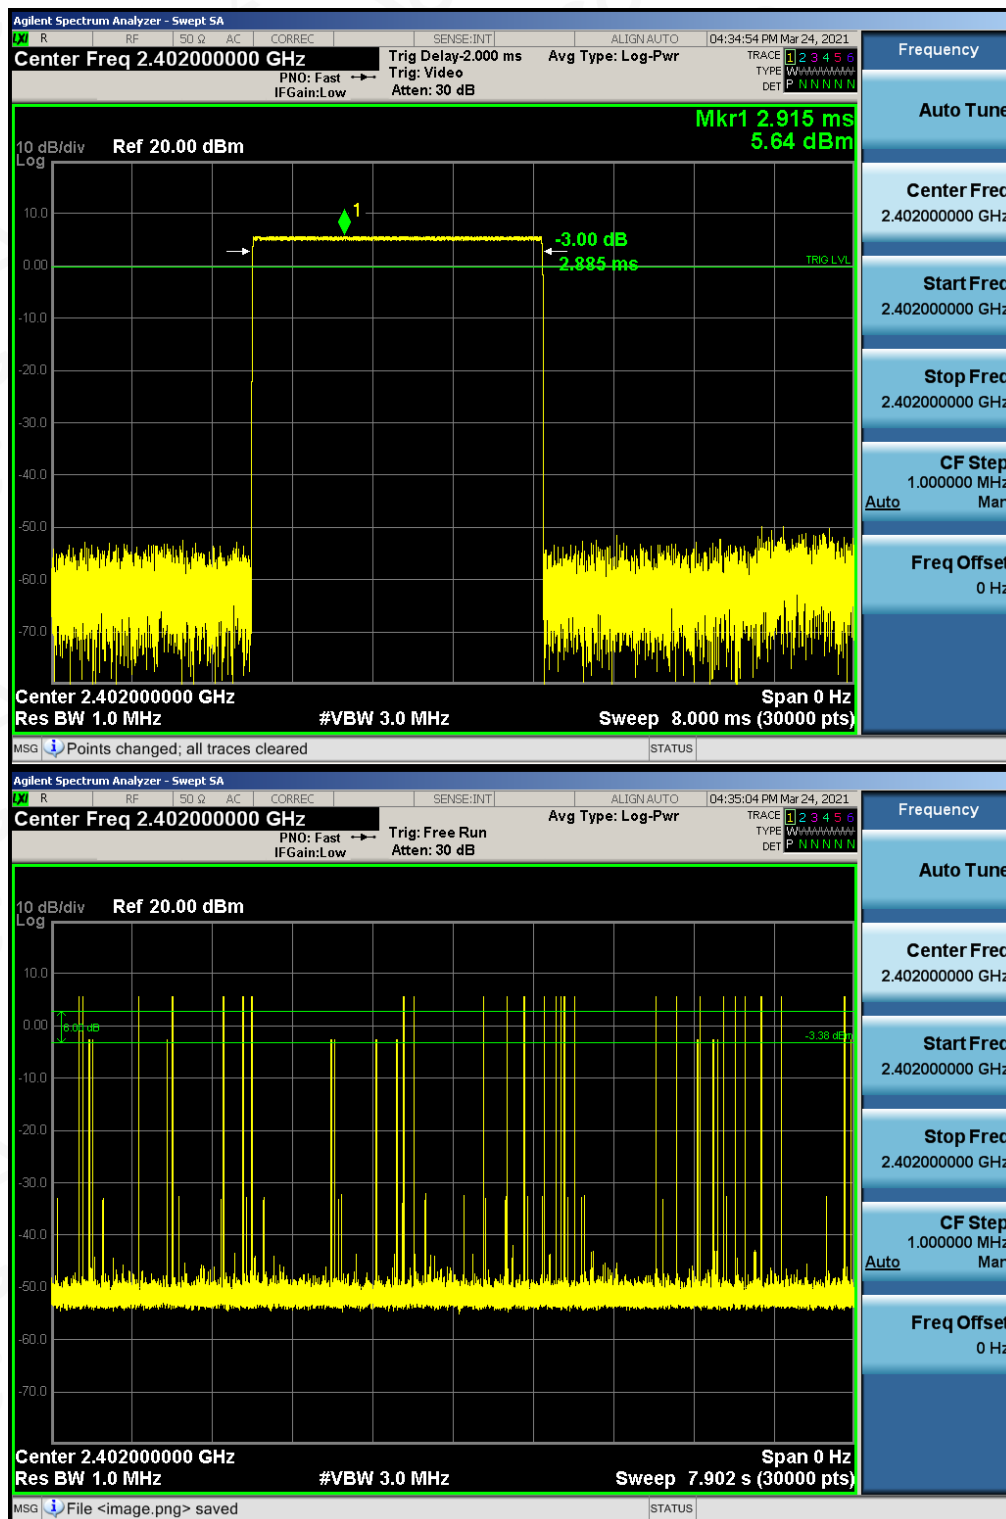 Agilent Spectrum Analyzer - Swept SA
LXI R RF 50 Ω AC CORREC SENSE:INT ALIGN AUTO 04:34:54 PM Mar 24, 2021
Center Freq 2.402000000 GHz Trig Delay-2.000 ms Avg Type: Log-Pwr TRACE 1 2 3 4 5 6
PNO: Fast Trig: Video TYPE W
IFGain:Low Atten: 30 dB DET P N N N N N
Frequency
Mkr1 2.915 ms
5.64 dBm
10 dB/div Ref 20.00 dBm
Log
10.0
0.00
-10.0
-20.0
-30.0
-40.0
-50.0
-60.0
-70.0
1
-3.00 dB
2.885 ms
TRIG LVL
Center 2.402000000 GHz Span 0 Hz
Res BW 1.0 MHz #VBW 3.0 MHz Sweep 8.000 ms (30000 pts)
MSG Points changed; all traces cleared STATUS
Auto Tune
Center Freq
2.402000000 GHz
Start Freq
2.402000000 GHz
Stop Freq
2.402000000 GHz
CF Step
1.000000 MHz
Auto Man
Freq Offset
0 Hz
Agilent Spectrum Analyzer - Swept SA
LXI R RF 50 Ω AC CORREC SENSE:INT ALIGN AUTO 04:35:04 PM Mar 24, 2021
Center Freq 2.402000000 GHz Avg Type: Log-Pwr TRACE 1 2 3 4 5 6
PNO: Fast Trig: Free Run TYPE W
IFGain:Low Atten: 30 dB DET P N N N N N
Frequency
10 dB/div Ref 20.00 dBm
Log
10.0
0.00
-10.0
-20.0
-30.0
-40.0
-50.0
-60.0
-70.0
dB
-3.38 dBm
Center 2.402000000 GHz Span 0 Hz
Res BW 1.0 MHz #VBW 3.0 MHz Sweep 7.902 s (30000 pts)
MSG File <image.png> saved STATUS
Auto Tune
Center Freq
2.402000000 GHz
Start Freq
2.402000000 GHz
Stop Freq
2.402000000 GHz
CF Step
1.000000 MHz
Auto Man
Freq Offset
0 Hz